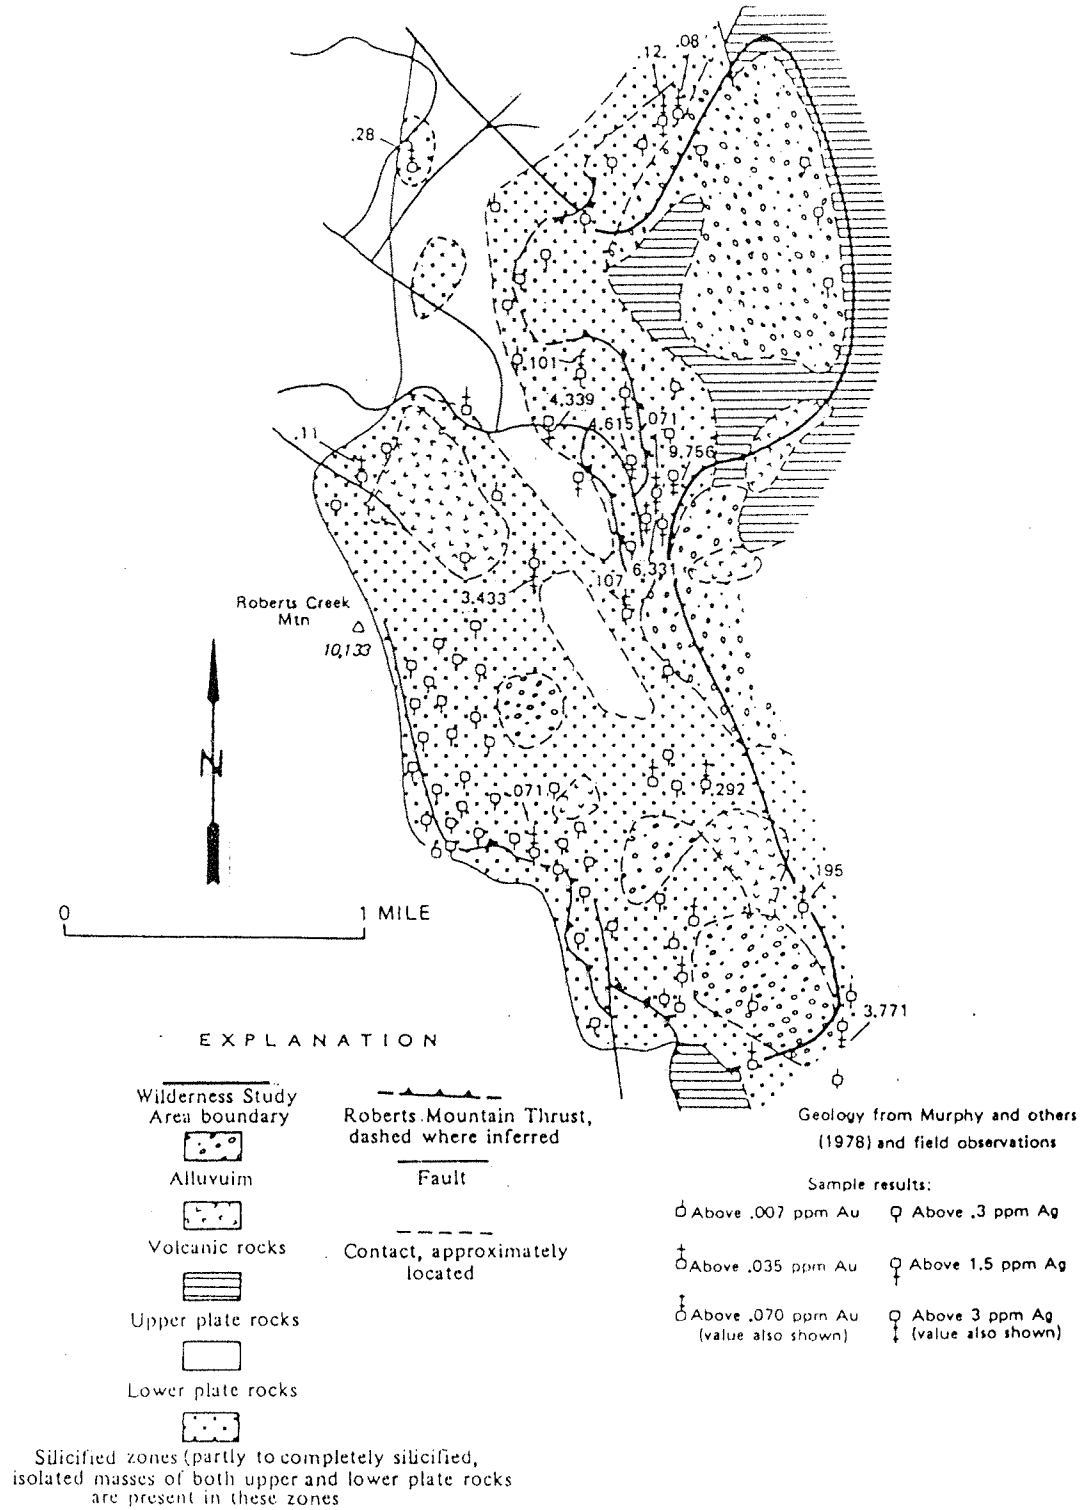 .12 .08
.28
.101
4.339
4.615 .071
9.756
.11
6.331
.107
3.433
Roberts Creek
Mtn
10,133
N
.071
.292
.195
0 1 MILE
3.771
EXPLANATION
Wilderness Study
Area boundary
Alluvuim
Volcanic rocks
Upper plate rocks
Lower plate rocks
Silicified zones (partly to completely silicified,
isolated masses of both upper and lower plate rocks
are present in these zones
Roberts Mountain Thrust,
dashed where inferred
Fault
Contact, approximately
located
Geology from Murphy and others
(1978) and field observations
Sample results:
Above .007 ppm Au
Above .3 ppm Ag
Above .035 ppm Au
Above 1.5 ppm Ag
Above .070 ppm Au
(value also shown)
Above 3 ppm Ag
(value also shown)